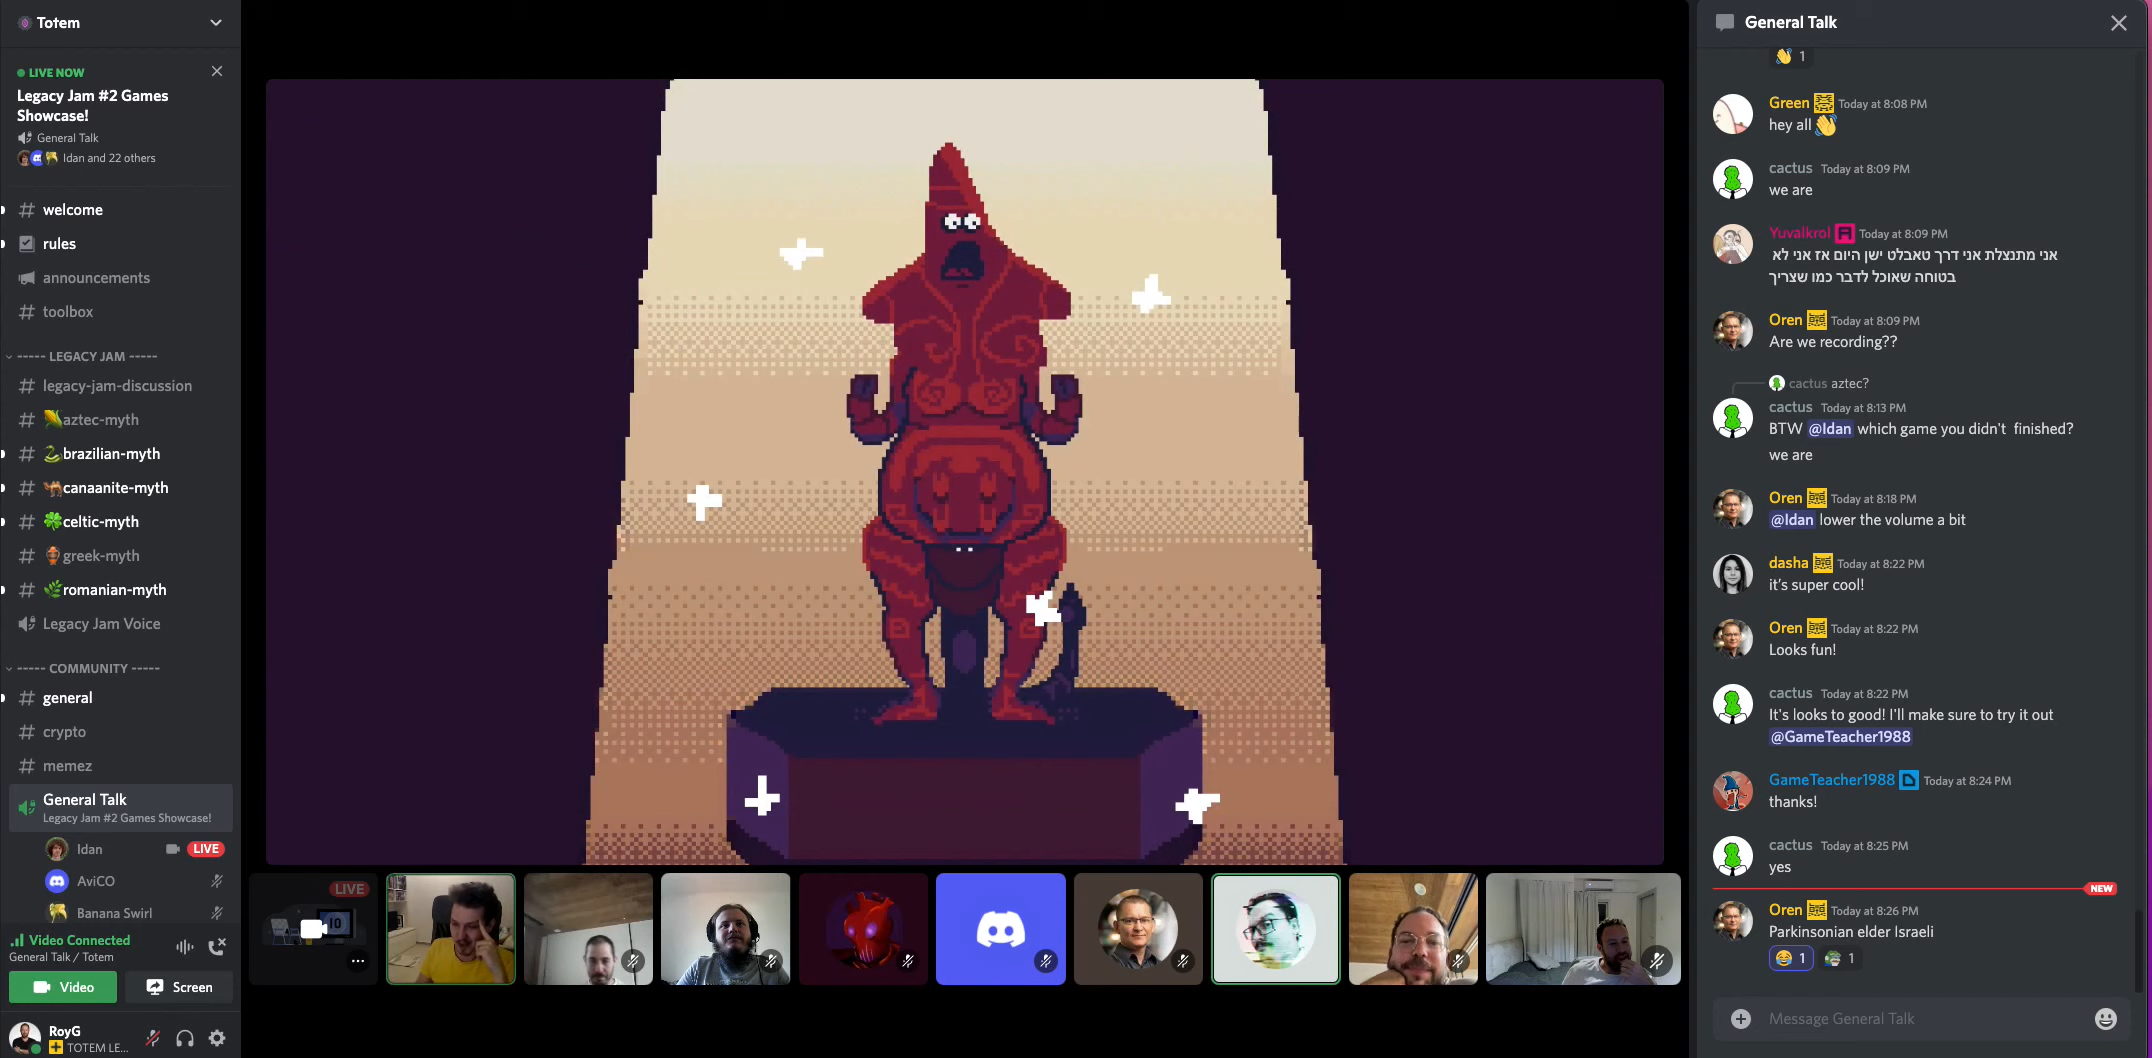 Totem
LIVE NOW
Legacy Jam #2 Games
Showcase!
General Talk
Idan and 22 others
welcome
rules
announcements
toolbox
----- LEGACY JAM -----
legacy-jam-discussion
aztec-myth
brazilian-myth
canaanite-myth
celtic-myth
greek-myth
romanian-myth
Legacy Jam Voice
----- COMMUNITY -----
general
crypto
memez
General Talk
Legacy Jam #2 Games Showcase!
Idan LIVE
AviCO
Banana Swirl
Video Connected
General Talk / Totem
Video Screen
RoyG
TOTEM LE...
LIVE
General Talk
1
Green Today at 8:08 PM
hey all
cactus Today at 8:09 PM
we are
Yuvalkrol Today at 8:09 PM
אני מתנצלת אני דרך טאבלט ישן היום אז אני לא
בטוחה שאוכל לדבר כמו שצריך
Oren Today at 8:09 PM
Are we recording??
cactus aztec?
cactus Today at 8:13 PM
BTW @Idan which game you didn't finished?
we are
Oren Today at 8:18 PM
@Idan lower the volume a bit
dasha Today at 8:22 PM
it's super cool!
Oren Today at 8:22 PM
Looks fun!
cactus Today at 8:22 PM
It's looks to good! I'll make sure to try it out
@GameTeacher1988
GameTeacher1988 Today at 8:24 PM
thanks!
cactus Today at 8:25 PM
yes
NEW
Oren Today at 8:26 PM
Parkinsonian elder Israeli
1 1
Message General Talk